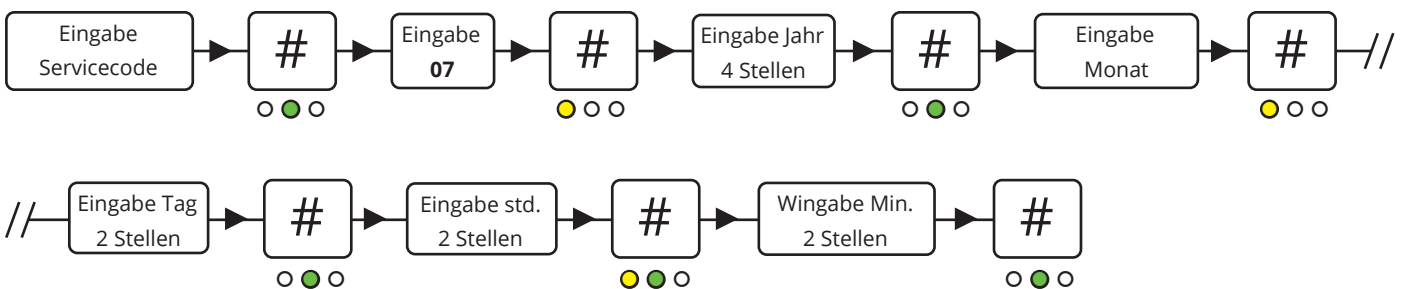 Eingabe
Servicecode
#
Eingabe
07
#
Eingabe Jahr
4 Stellen
#
Eingabe
Monat
#
//
//
Eingabe Tag
2 Stellen
#
Eingabe std.
2 Stellen
#
Wingabe Min.
2 Stellen
#